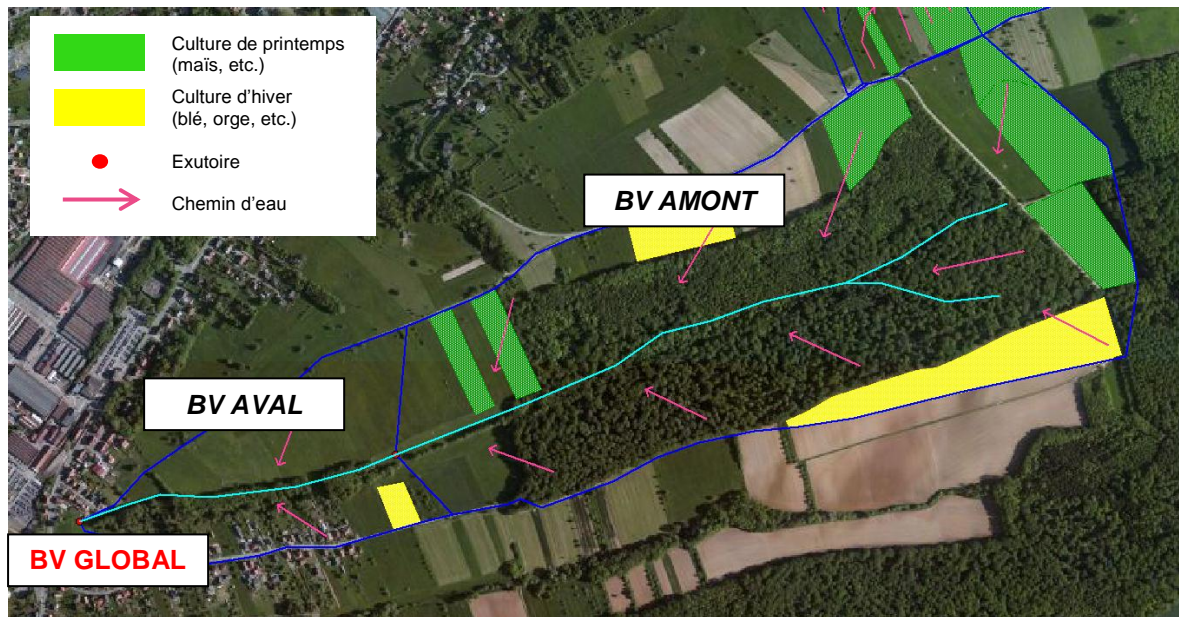 Culture de printemps
(maïs, etc.)
Culture d'hiver
(blé, orge, etc.)
Exutoire
Chemin d'eau
BV AMONT
BV AVAL
BV GLOBAL